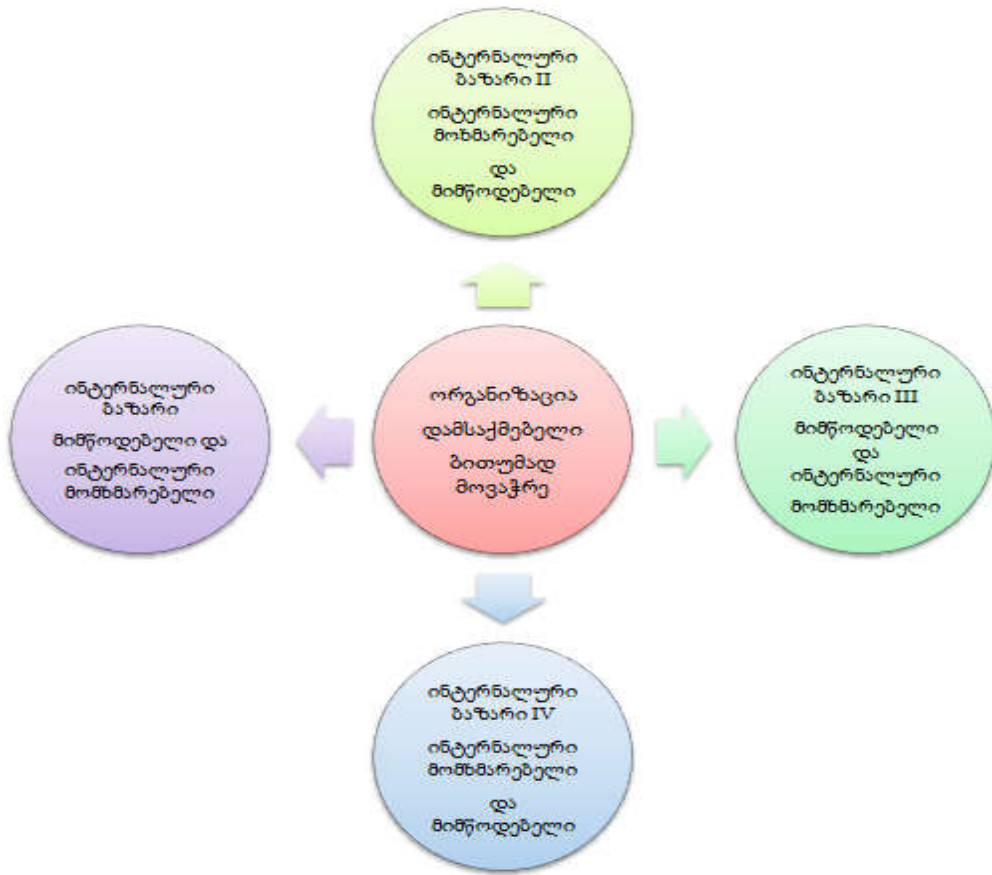 ინტერნალური
ბაზარი II
ინტერნალური
მოხმარებელი
და
მიმწოდებელი
ინტერნალური
ბაზარი
მიმწოდებელი და
ინტერნალური
მომხმარებელი
ორგანიზაცია
დამსაქმებელი
ბითუმად
მოვაჭრე
ინტერნალური
ბაზარი III
მიმწოდებელი
და
ინტერნალური
მომხმარებელი
ინტერნალური
ბაზარი IV
ინტერნალური
მომხმარებელი
და
მიმწოდებელი